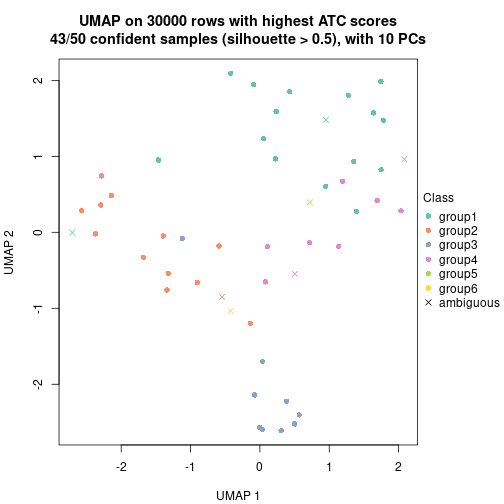 UMAP on 30000 rows with highest ATC scores
43/50 confident samples (silhouette > 0.5), with 10 PCs
2
1
0
-1
-2
UMAP 2
-2
-1
0
1
2
UMAP 1
Class
group1
group2
group3
group4
group5
group6
ambiguous